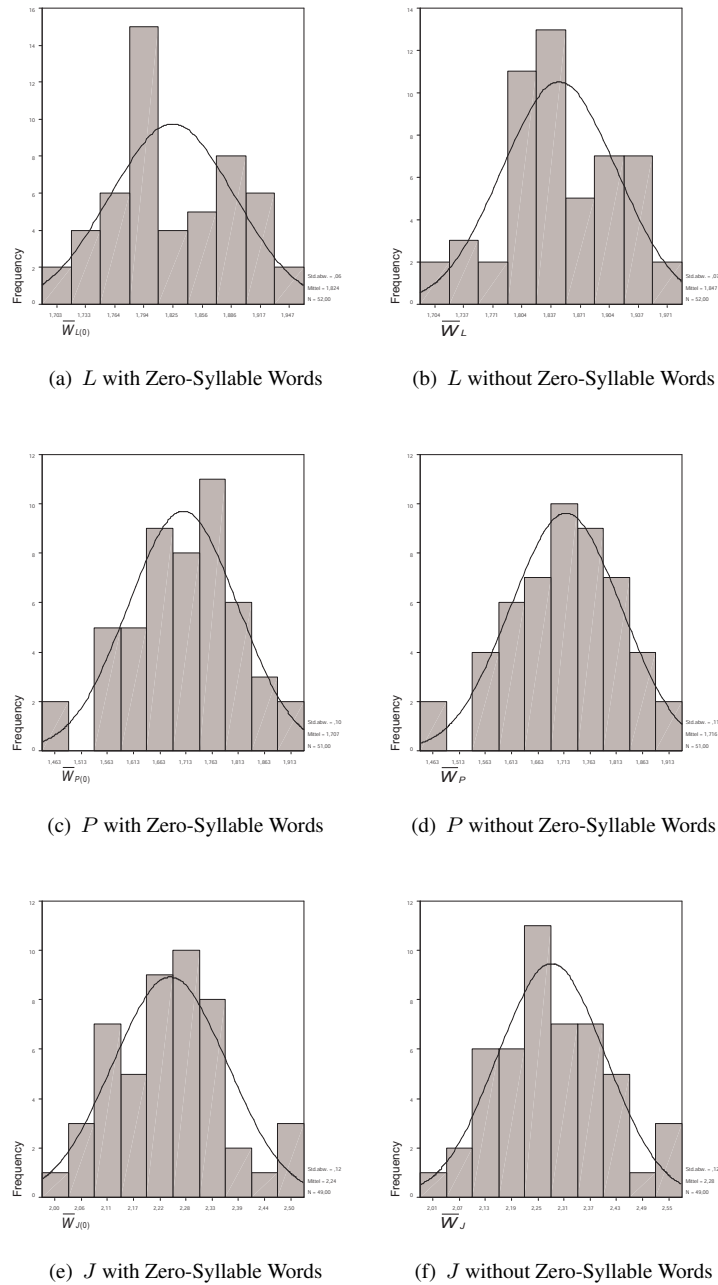 16
14
12
10
8
6
4
2
0
Frequency
Std.abw. = ,06
Mittel = 1,824
N = 52,00
1,703 1,733 1,764 1,794 1,825 1,856 1,886 1,917 1,947
W L(0)
(a) L with Zero-Syllable Words
14
12
10
8
6
4
2
0
Frequency
Std.abw. = ,07
Mittel = 1,847
N = 52,00
1,704 1,737 1,771 1,804 1,837 1,871 1,904 1,937 1,971
W L
(b) L without Zero-Syllable Words
12
10
8
6
4
2
0
Frequency
Std.abw. = ,10
Mittel = 1,707
N = 51,00
1,463 1,513 1,563 1,613 1,663 1,713 1,763 1,813 1,863 1,913
W P(0)
(c) P with Zero-Syllable Words
12
10
8
6
4
2
0
Frequency
Std.abw. = ,11
Mittel = 1,716
N = 51,00
1,463 1,513 1,563 1,613 1,663 1,713 1,763 1,813 1,863 1,913
W P
(d) P without Zero-Syllable Words
12
10
8
6
4
2
0
Frequency
Std.abw. = ,12
Mittel = 2,24
N = 49,00
2,00 2,06 2,11 2,17 2,22 2,28 2,33 2,39 2,44 2,50
W J(0)
(e) J with Zero-Syllable Words
12
10
8
6
4
2
0
Frequency
Std.abw. = ,12
Mittel = 2,28
N = 49,00
2,01 2,07 2,13 2,19 2,25 2,31 2,37 2,43 2,49 2,55
W J
(f) J without Zero-Syllable Words